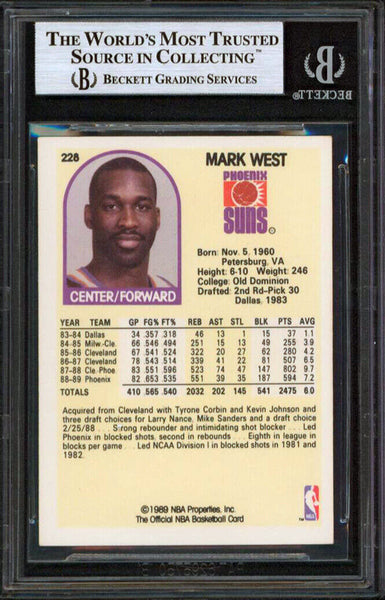 THE WORLD'S MOST TRUSTED
SOURCE IN COLLECTING™
B BECKETT GRADING SERVICES
B
BECKETT
228
MARK WEST
PHOENIX
SUNS
Born: Nov. 5, 1960
Petersburg, VA
Height: 6-10 Weight: 246
College: Old Dominion
Drafted: 2nd Rd-Pick 30
Dallas, 1983
CENTER/FORWARD
YEAR TEAM GP FG% FT% REB AST STL BLK PTS AVG
83-84 Dallas 34 .357 .318 46 13 1 15 37 1.1
84-85 Milw.-Cle. 66 .546 .494 251 15 13 49 255 3.9
85-86 Cleveland 67 .541 .524 322 20 27 62 280 4.2
86-87 Cleveland 78 .543 .514 339 41 22 81 507 6.5
87-88 Cle. Phoe 83 .551 .596 523 74 47 147 802 9.7
88-89 Phoenix 82 .653 .535 551 39 35 187 594 7.2
TOTALS 410 .565 .540 2032 202 145 541 2475 6.0
Acquired from Cleveland with Tyrone Corbin and Kevin Johnson and
three draft choices for Larry Nance, Mike Sanders and a draft choice
2/25/88 . . . Strong rebounder and intimidating shot blocker . . . Led
Phoenix in blocked shots, second in rebounds . . . Eighth in league in
blocks per game . . . Led NCAA Division I in blocked shots in 1981 and
1982.
©1989 NBA Properties, Inc.
The Official NBA Basketball Card
NBA